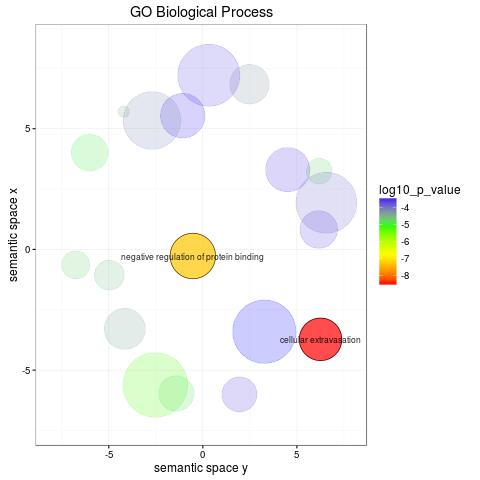 GO Biological Process
semantic space x
5
0
-5
negative regulation of protein binding
cellular extravasation
-5
0
5
semantic space y
log10_p_value
-4
-5
-6
-7
-8